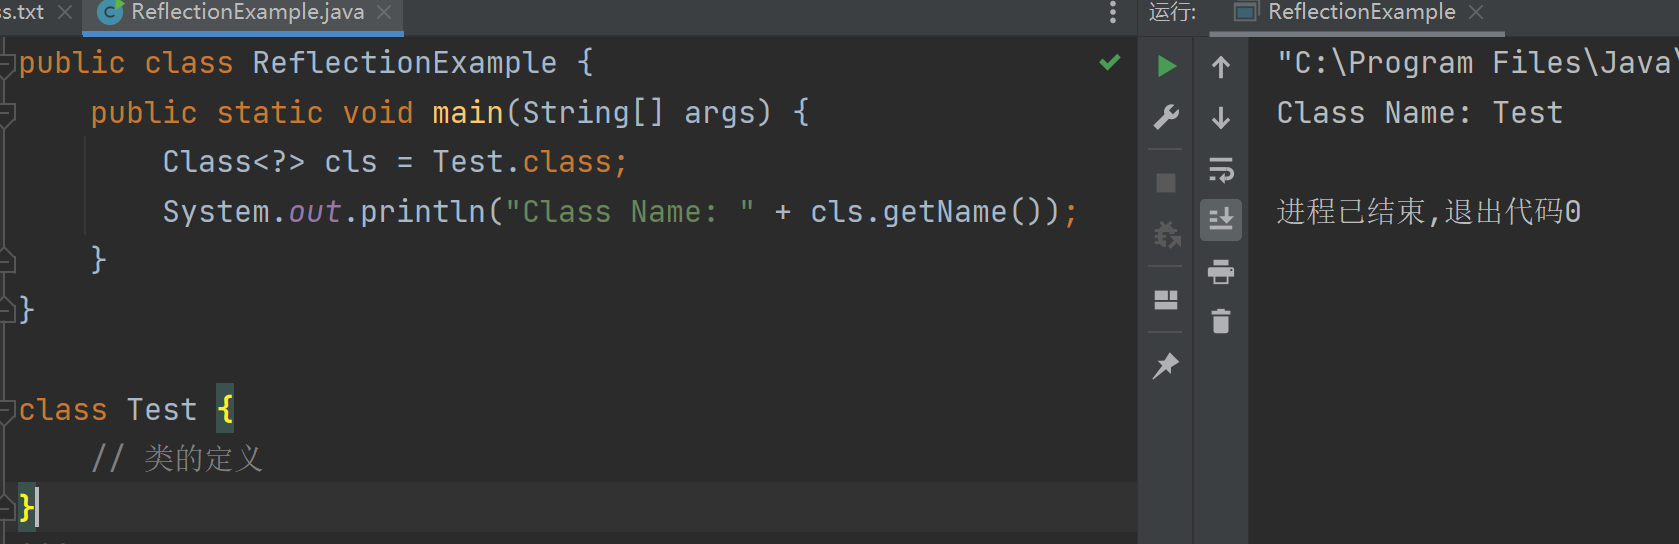 ss.txt
ReflectionExample.java
运行:
ReflectionExample
public class ReflectionExample {
public static void main(String[] args) {
Class<?> cls = Test.class;
System.out.println("Class Name: " + cls.getName());
}
}
class Test {
// 类的定义
}
"C:\Program Files\Java\
Class Name: Test
进程已结束,退出代码0